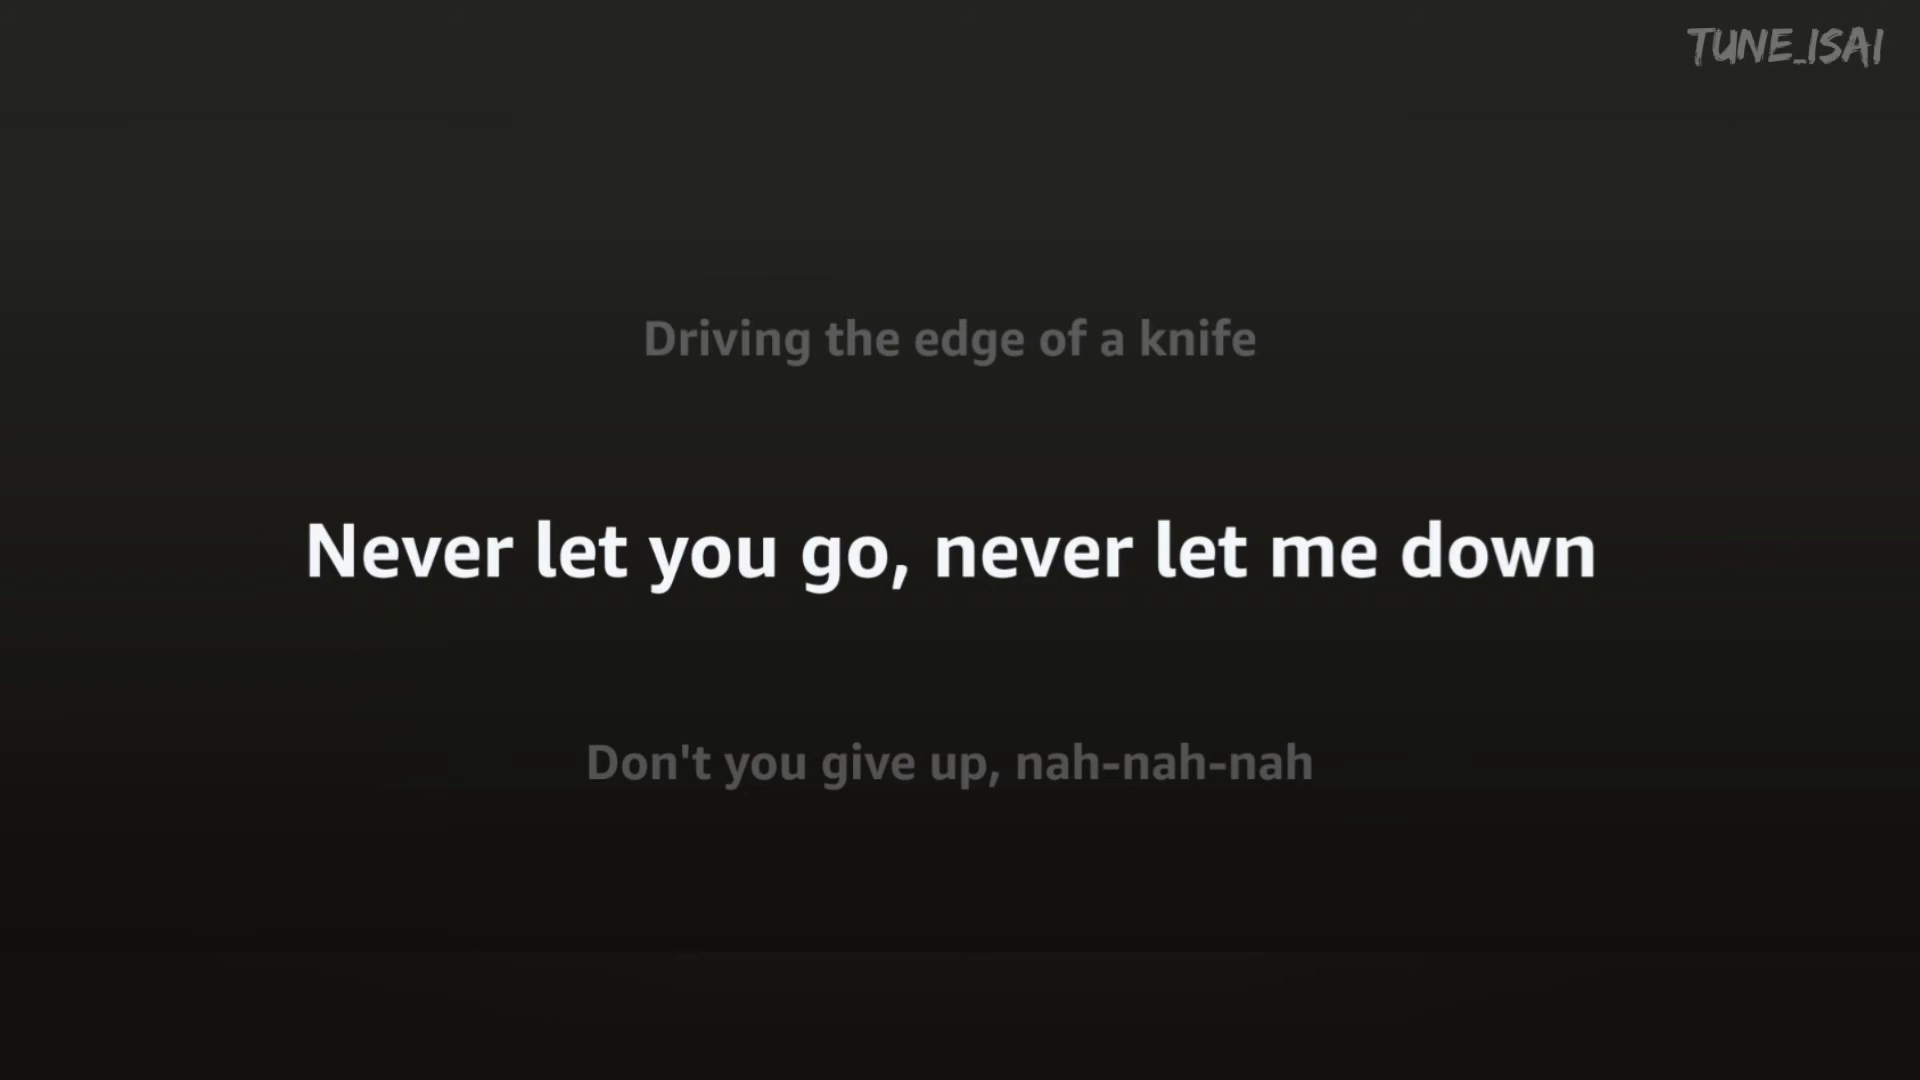 TUNE_ISAI
Driving the edge of a knife
Never let you go, never let me down
Don't you give up, nah-nah-nah